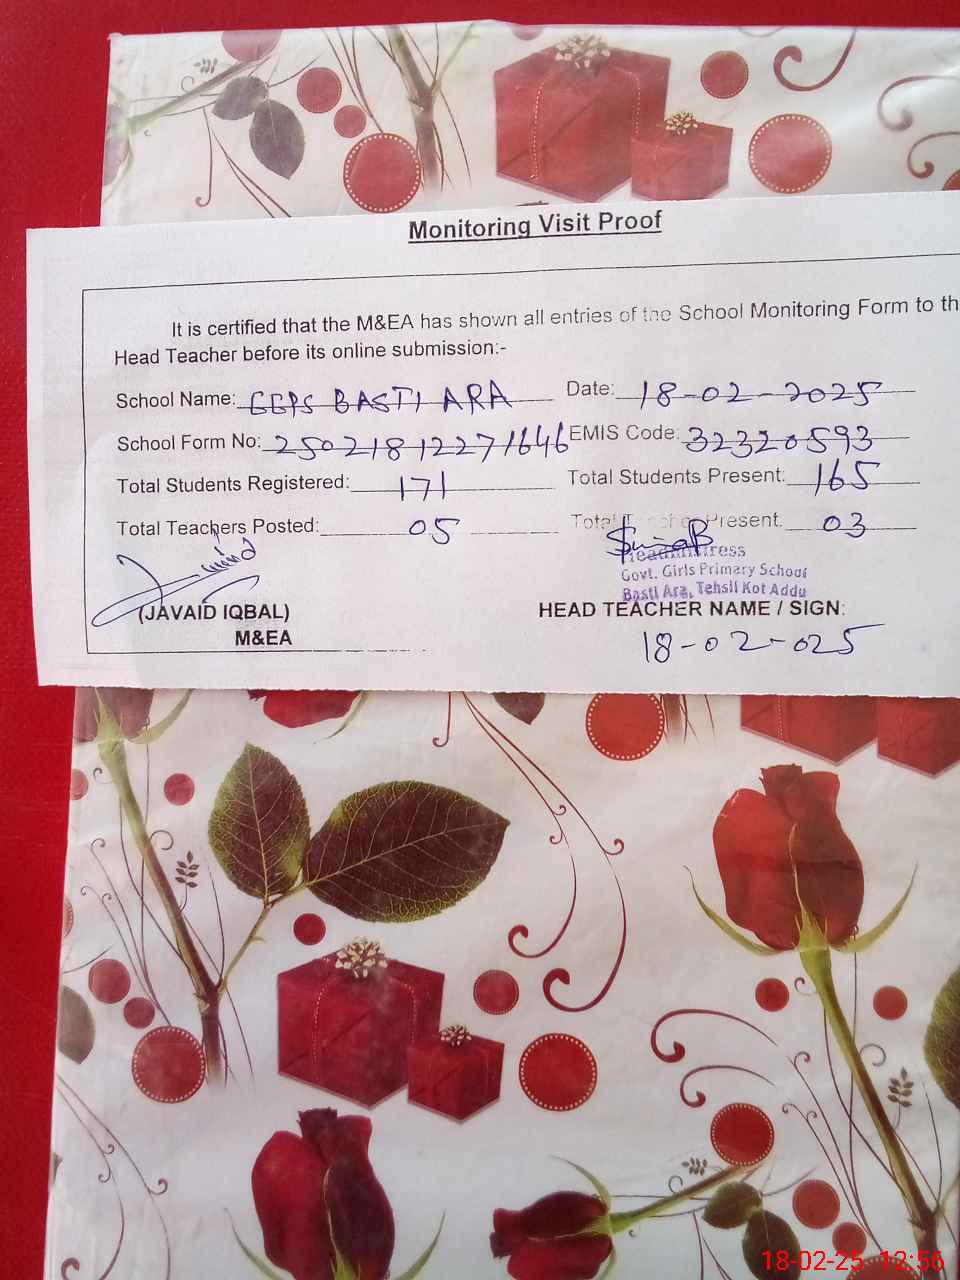 Monitoring Visit Proof
It is certified that the M&EA has shown all entries of the School Monitoring Form to th
Head Teacher before its online submission:-
School Name: GGPS BASTI ARA Date: 18-02-2025
School Form No: 250218122271646 EMIS Code: 32320593
Total Students Registered: 171 Total Students Present: 165
Total Teachers Posted: 05 Total Teacher Present: 03
Headmistress
Govt. Girls Primary School
Basti Ara, Tehsil Kot Addu
(JAVAID IQBAL) HEAD TEACHER NAME / SIGN:
M&EA 18-02-025
18-02-25 12:56